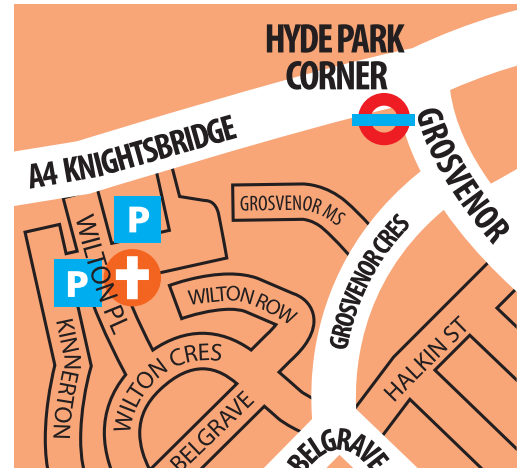 HYDE PARK
CORNER
A4 KNIGHTSBRIDGE
GROSVENOR
GROSVENOR MS
P
WILTON PL
P
GROSVENOR CRES
WILTON ROW
KINNERTON
WILTON CRES
HALKIN ST
BELGRAVE
BELGRAVE